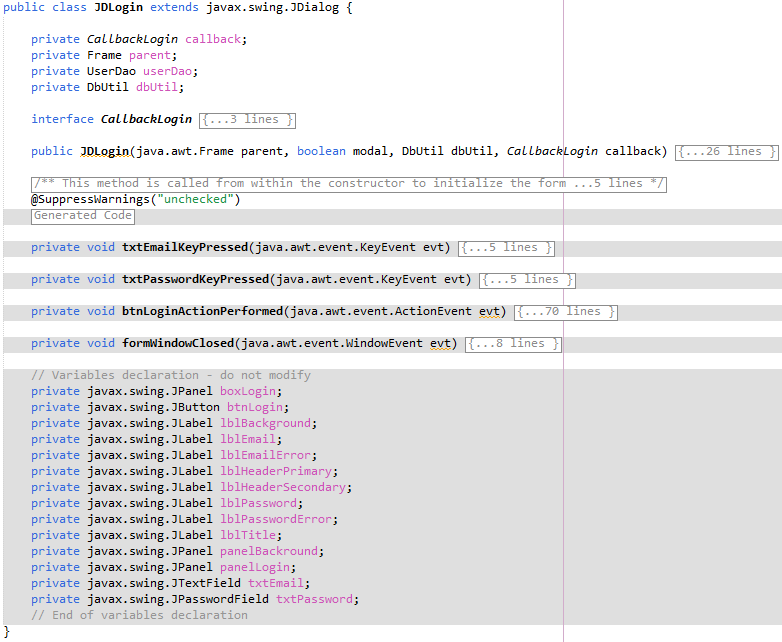 public class JDLogin extends javax.swing.JDialog {
private CallbackLogin callback;
private Frame parent;
private UserDao userDao;
private DbUtil dbUtil;
interface CallbackLogin {...3 lines }
public JDLogin(java.awt.Frame parent, boolean modal, DbUtil dbUtil, CallbackLogin callback) {...26 lines }
/** This method is called from within the constructor to initialize the form ...5 lines */
@SuppressWarnings("unchecked")
Generated Code
private void txtEmailKeyPressed(java.awt.event.KeyEvent evt) {...5 lines }
private void txtPasswordKeyPressed(java.awt.event.KeyEvent evt) {...5 lines }
private void btnLoginActionPerformed(java.awt.event.ActionEvent evt) {...70 lines }
private void formWindowClosed(java.awt.event.WindowEvent evt) {...8 lines }
// Variables declaration - do not modify
private javax.swing.JPanel boxLogin;
private javax.swing.JButton btnLogin;
private javax.swing.JLabel lblBackground;
private javax.swing.JLabel lblEmail;
private javax.swing.JLabel lblEmailError;
private javax.swing.JLabel lblHeaderPrimary;
private javax.swing.JLabel lblHeaderSecondary;
private javax.swing.JLabel lblPassword;
private javax.swing.JLabel lblPasswordError;
private javax.swing.JLabel lblTitle;
private javax.swing.JPanel panelBackround;
private javax.swing.JPanel panelLogin;
private javax.swing.JTextField txtEmail;
private javax.swing.JPasswordField txtPassword;
// End of variables declaration
}